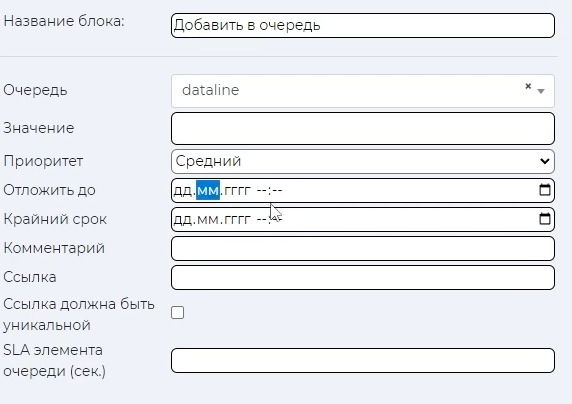 Название блока: Добавить в очередь
Очередь dataline × 
Значение
Приоритет Средний
Отложить до дд.мм.гггг --:--
Крайний срок дд.мм.гггг --:--
Комментарий
Ссылка
Ссылка должна быть
уникальной
SLA элемента
очереди (сек.)